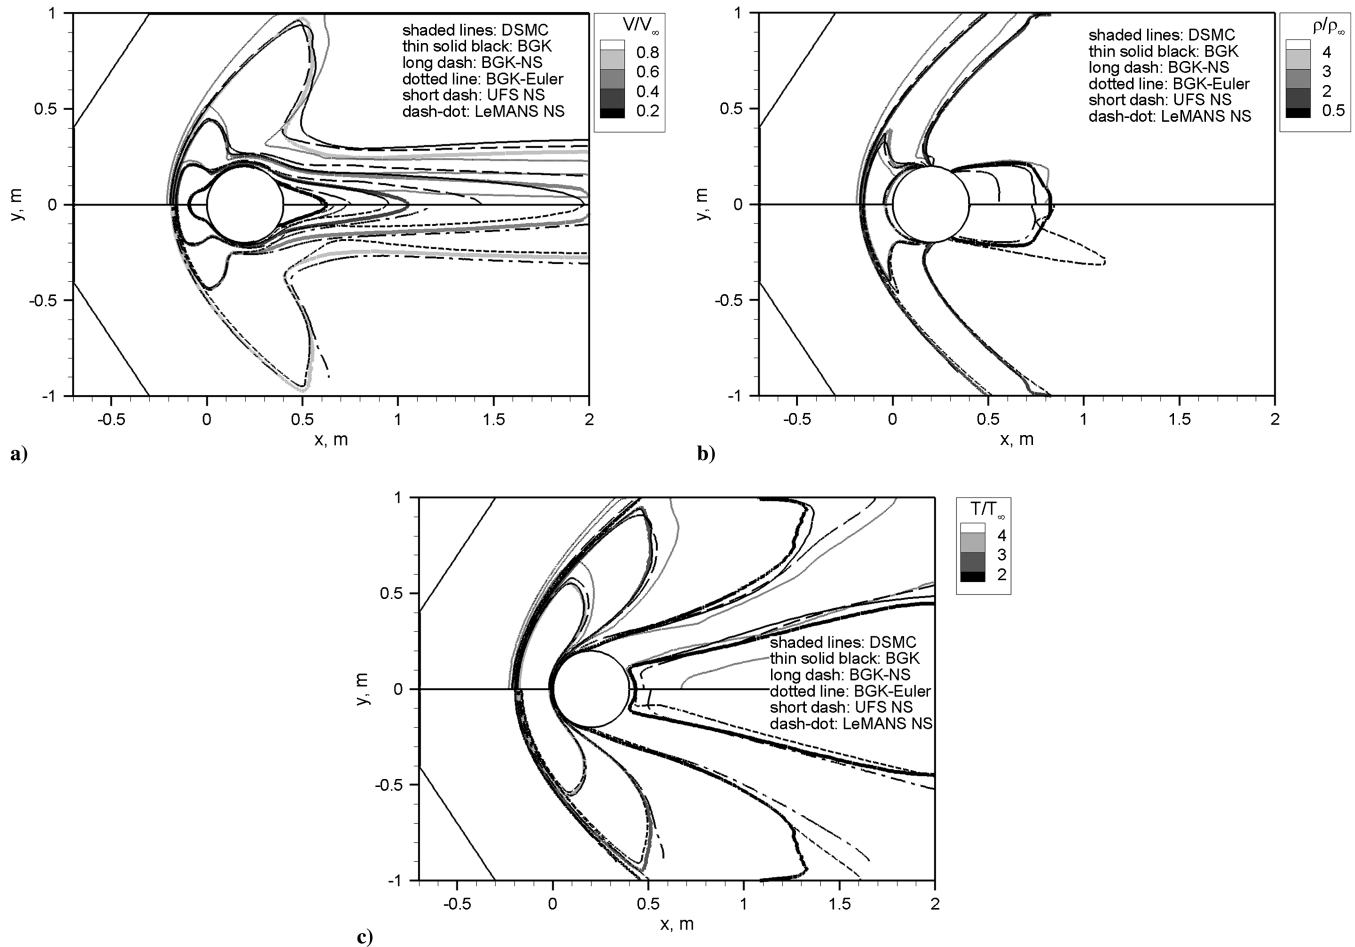 1
0.5
0
-0.5
-1
y, m
-0.5
0
0.5
1
1.5
2
x, m
shaded lines: DSMC
thin solid black: BGK
long dash: BGK-NS
dotted line: BGK-Euler
short dash: UFS NS
dash-dot: LeMANS NS
V/V∞
0.8
0.6
0.4
0.2
a)
1
0.5
0
-0.5
-1
y, m
-0.5
0
0.5
1
1.5
2
x, m
shaded lines: DSMC
thin solid black: BGK
long dash: BGK-NS
dotted line: BGK-Euler
short dash: UFS NS
dash-dot: LeMANS NS
ρ/ρ∞
4
3
2
0.5
b)
1
0.5
0
-0.5
-1
y, m
-0.5
0
0.5
1
1.5
2
x, m
shaded lines: DSMC
thin solid black: BGK
long dash: BGK-NS
dotted line: BGK-Euler
short dash: UFS NS
dash-dot: LeMANS NS
T/T∞
4
3
2
c)